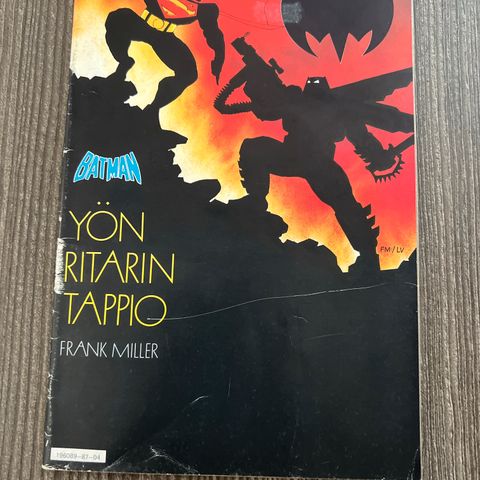 BATMAN
YÖN
RITARIN
TAPPIO
FRANK MILLER
FM/LV
196089-87-04